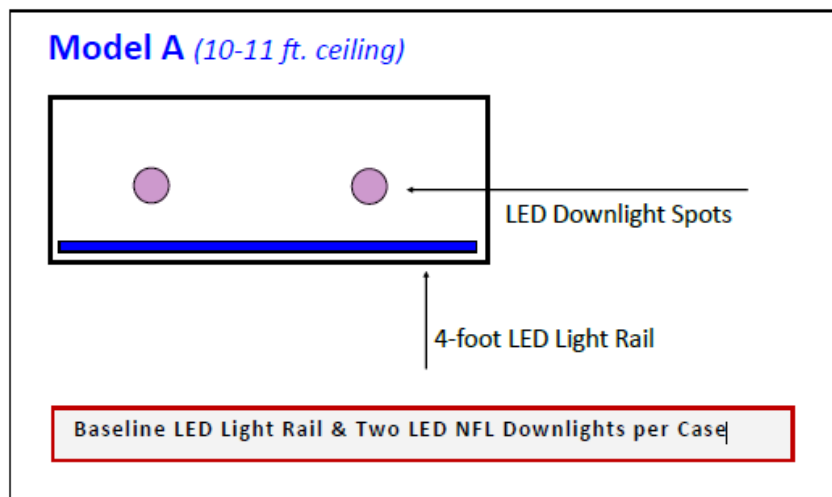 Model A (10-11 ft. ceiling)
LED Downlight Spots
4-foot LED Light Rail
Baseline LED Light Rail & Two LED NFL Downlights per Case